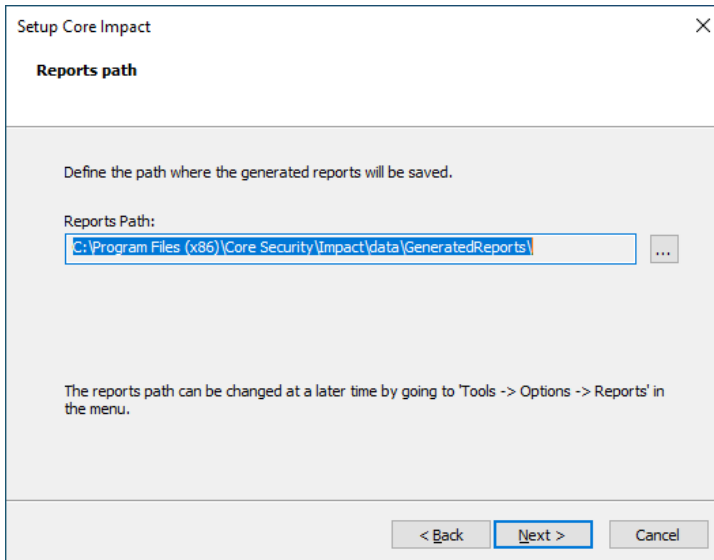 Setup Core Impact
Reports path
Define the path where the generated reports will be saved.
Reports Path:
C:\Program Files (x86)\Core Security\Impact\data\GeneratedReports\
...
The reports path can be changed at a later time by going to 'Tools -> Options -> Reports' in
the menu.
< Back
Next >
Cancel